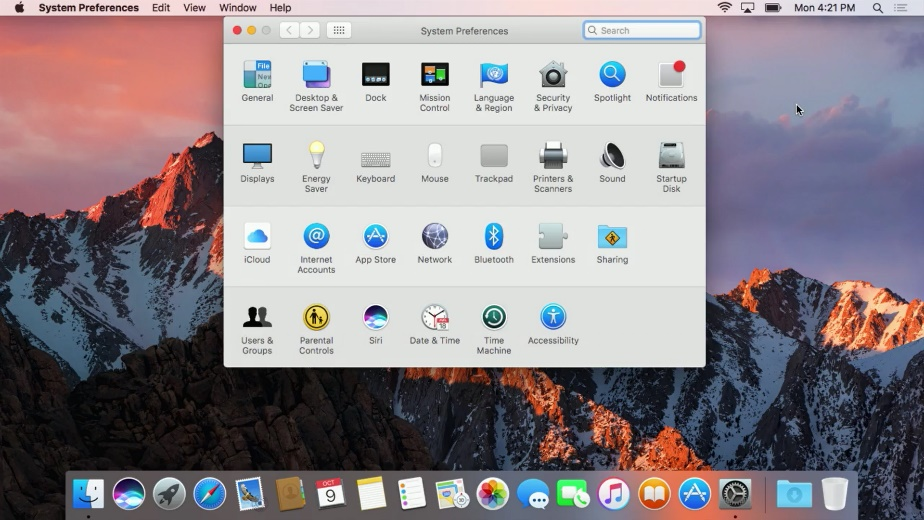 System Preferences Edit View Window Help Mon 4:21 PM
System Preferences
Search
General
Desktop & Screen Saver
Dock
Mission Control
Language & Region
Security & Privacy
Spotlight
Notifications
Displays
Energy Saver
Keyboard
Mouse
Trackpad
Printers & Scanners
Sound
Startup Disk
iCloud
Internet Accounts
App Store
Network
Bluetooth
Extensions
Sharing
Users & Groups
Parental Controls
Siri
Date & Time
Time Machine
Accessibility
File
New
18
OCT
9